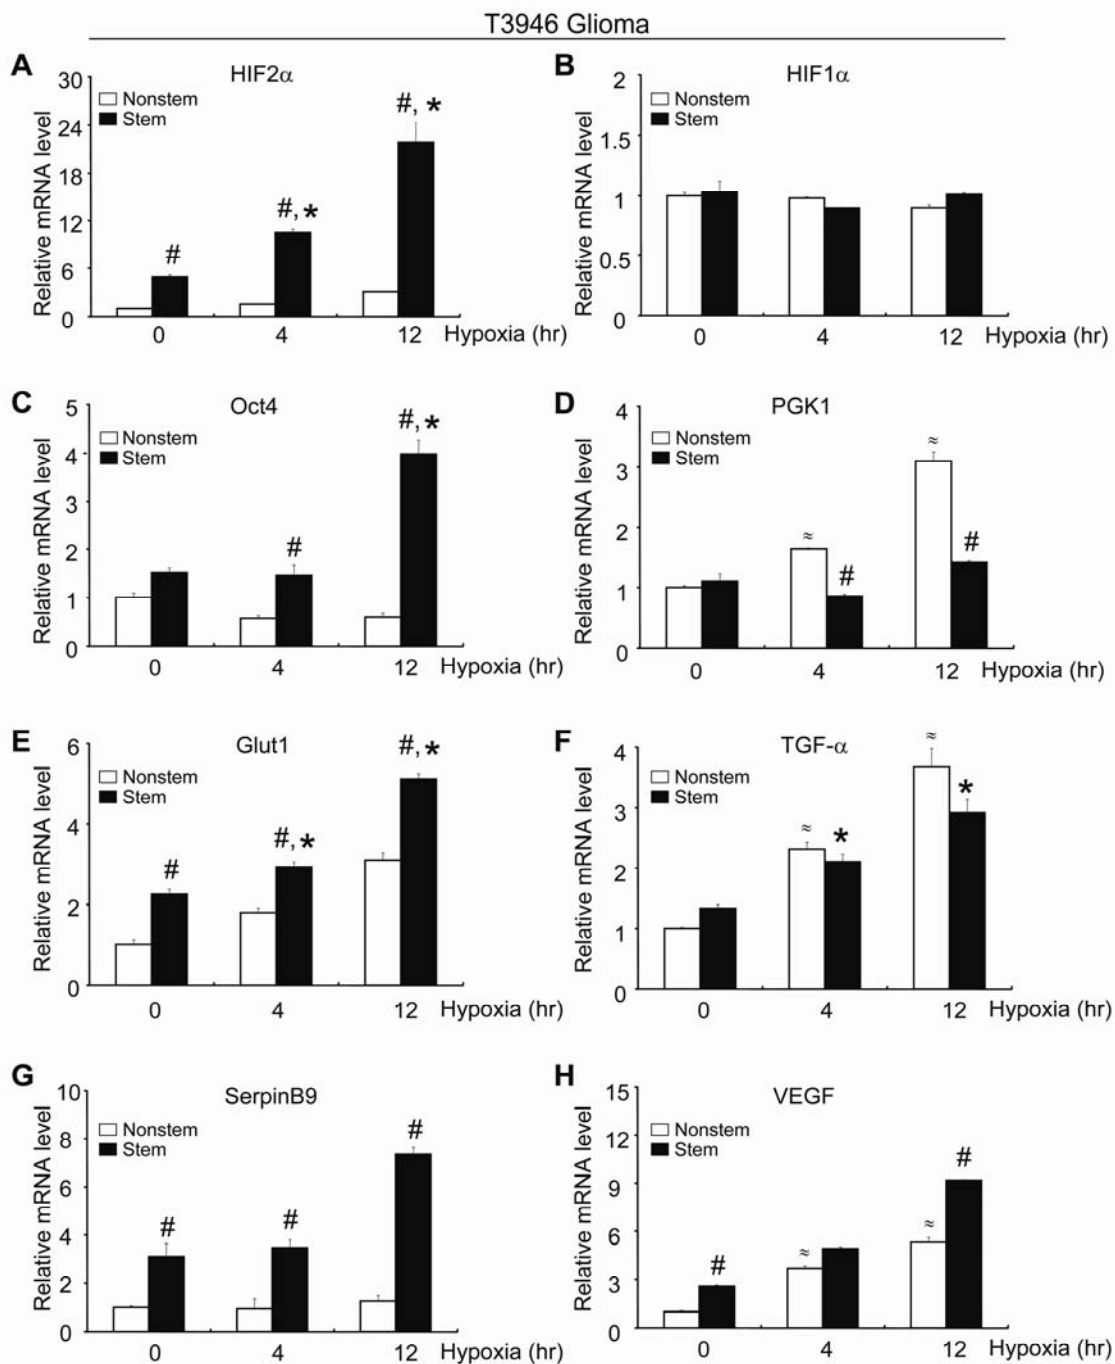 T3946 Glioma
A
HIF2α
Relative mRNA level
30
24
18
12
6
0
Nonstem
Stem
#
#, *
#, *
0 4 12 Hypoxia (hr)
B
HIF1α
Relative mRNA level
2
1.5
1
0.5
0
Nonstem
Stem
0 4 12 Hypoxia (hr)
C
Oct4
Relative mRNA level
5
4
3
2
1
0
Nonstem
Stem
#
#, *
0 4 12 Hypoxia (hr)
D
PGK1
Relative mRNA level
4
3
2
1
0
Nonstem
Stem
≈
#
≈
#
0 4 12 Hypoxia (hr)
E
Glut1
Relative mRNA level
6
4
2
0
Nonstem
Stem
#
#, *
#, *
0 4 12 Hypoxia (hr)
F
TGF-α
Relative mRNA level
4
3
2
1
0
Nonstem
Stem
≈
*
≈
*
0 4 12 Hypoxia (hr)
G
SerpinB9
Relative mRNA level
10
8
6
4
2
0
Nonstem
Stem
#
#
#
0 4 12 Hypoxia (hr)
H
VEGF
Relative mRNA level
15
12
9
6
3
0
Nonstem
Stem
#
≈
≈
#
0 4 12 Hypoxia (hr)